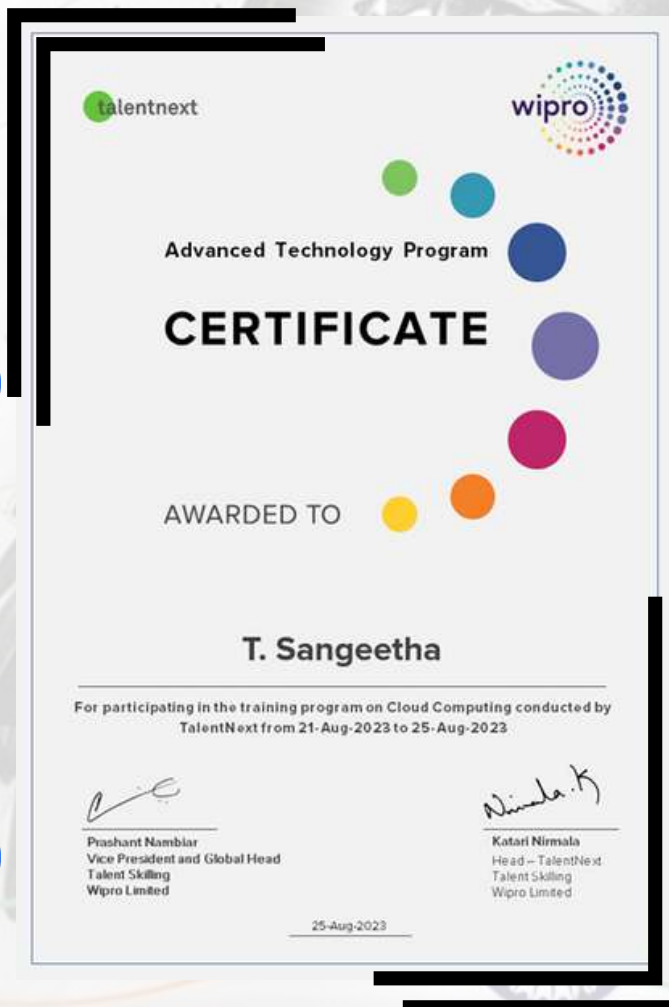 talentnext
wipro
Advanced Technology Program
CERTIFICATE
AWARDED TO
T. Sangeetha
For participating in the training program on Cloud Computing conducted by
TalentNext from 21-Aug-2023 to 25-Aug-2023
Nirmala.K
Prashant Nambiar
Vice President and Global Head
Talent Skilling
Wipro Limited
Katari Nirmala
Head – TalentNext
Talent Skilling
Wipro Limited
25-Aug-2023